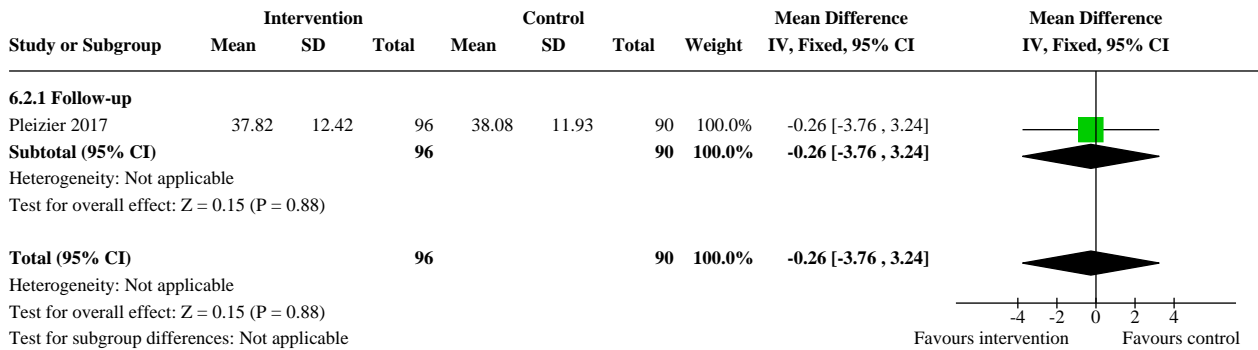 Intervention Control Mean Difference Mean Difference
Study or Subgroup Mean SD Total Mean SD Total Weight IV, Fixed, 95% CI IV, Fixed, 95% CI
6.2.1 Follow-up
Pleizier 2017 37.82 12.42 96 38.08 11.93 90 100.0% -0.26 [-3.76 , 3.24]
Subtotal (95% CI) 96 90 100.0% -0.26 [-3.76 , 3.24]
Heterogeneity: Not applicable
Test for overall effect: Z = 0.15 (P = 0.88)
Total (95% CI) 96 90 100.0% -0.26 [-3.76 , 3.24]
Heterogeneity: Not applicable
Test for overall effect: Z = 0.15 (P = 0.88)
-4 -2 0 2 4
Test for subgroup differences: Not applicable
Favours intervention Favours control